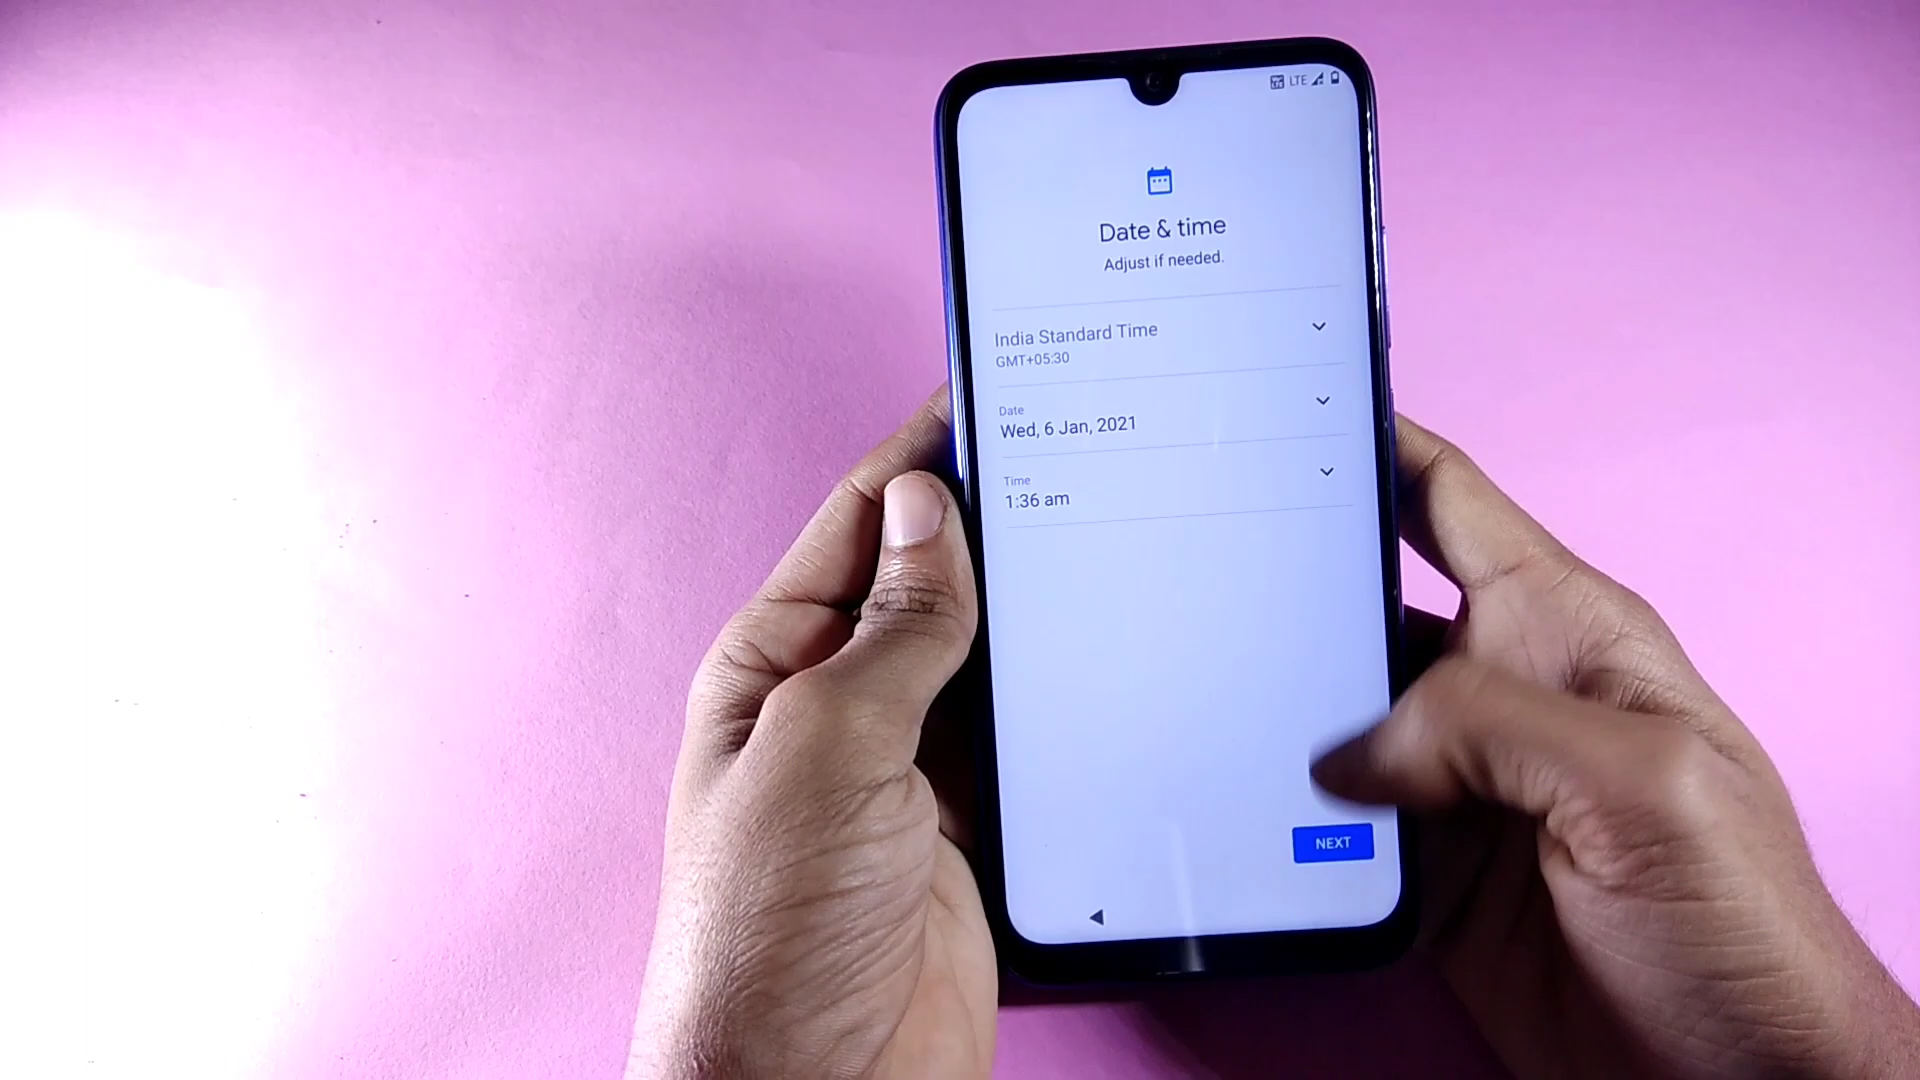 LTE
Date & time
Adjust if needed.
India Standard Time
GMT+05:30
Date
Wed, 6 Jan, 2021
Time
1:36 am
NEXT